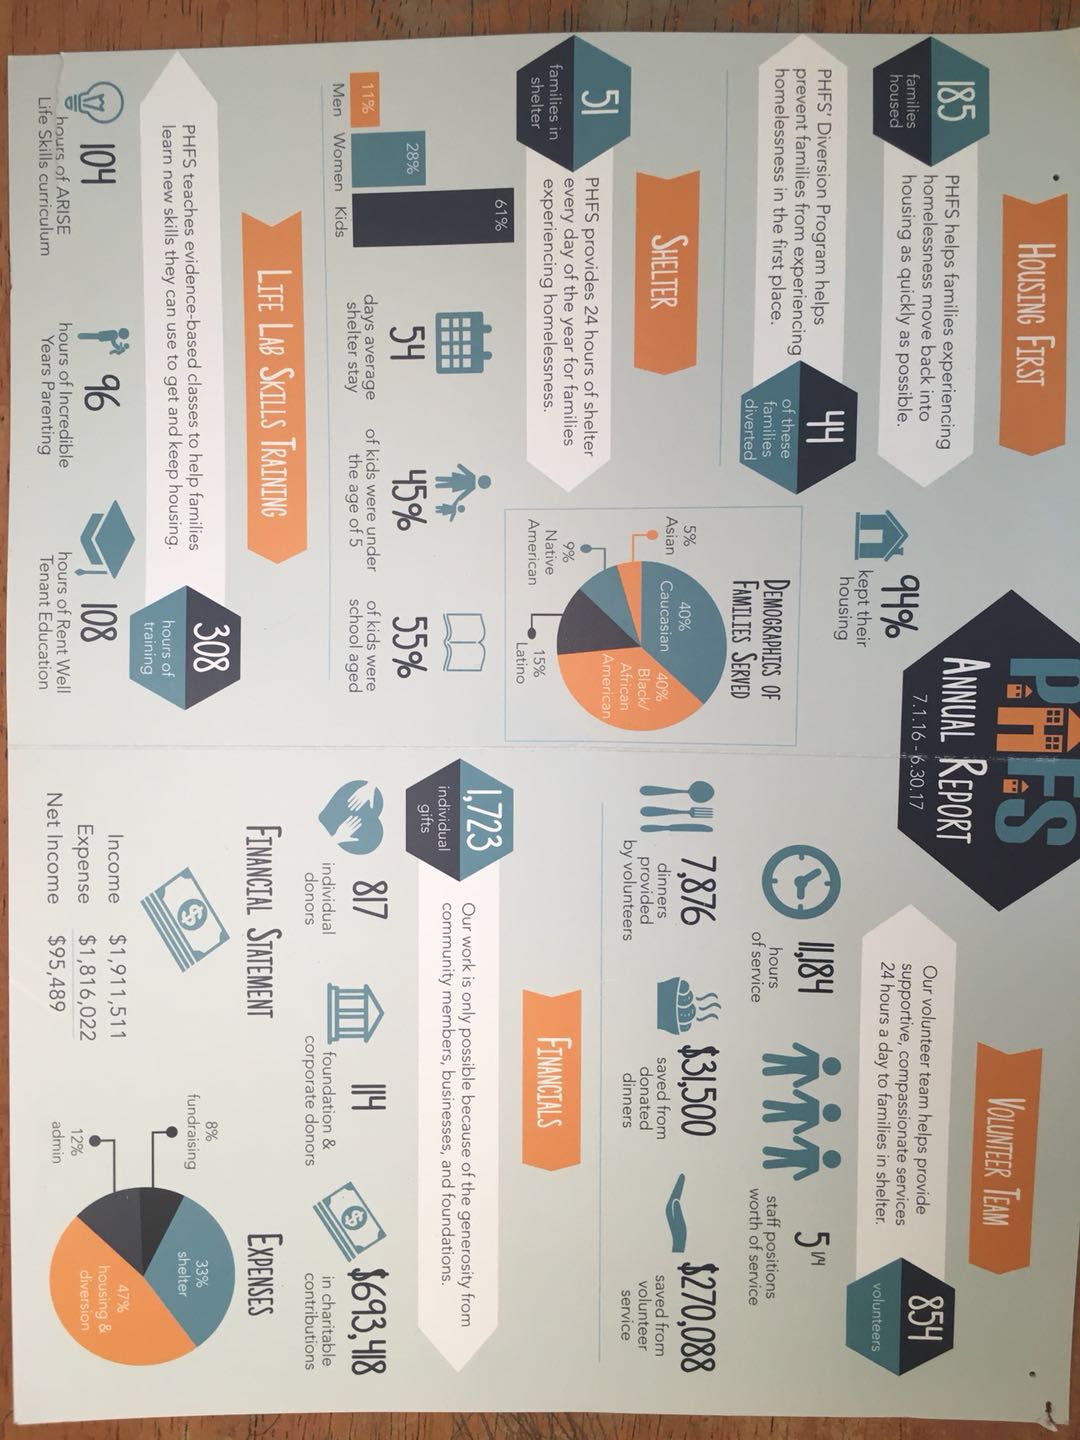 PHFS
ANNUAL REPORT
7.1.16 - 6.30.17
HOUSING FIRST
185
families
housed
PHFS helps families experiencing
homelessness move back into
housing as quickly as possible.
94%
kept their
housing
PHFS' Diversion Program helps
prevent families from experiencing
homelessness in the first place.
44
of these
families
diverted
SHELTER
51
families in
shelter
PHFS provides 24 hours of shelter
every day of the year for families
experiencing homelessness.
11%
28%
61%
Men Women Kids
54
days average
shelter stay
45%
of kids were under
the age of 5
55%
of kids were
school aged
DEMOGRAPHICS OF
FAMILIES SERVED
40%
Caucasian
40%
Black/
African
American
5%
Asian
9%
Native
American
15%
Latino
LIFE LAB SKILLS TRAINING
PHFS teaches evidence-based classes to help families
learn new skills they can use to get and keep housing.
308
hours of
training
104
hours of ARISE
Life Skills curriculum
96
hours of Incredible
Years Parenting
108
hours of Rent Well
Tenant Education
VOLUNTEER TEAM
Our volunteer team helps provide
supportive, compassionate services
24 hours a day to families in shelter.
854
volunteers
11,184
hours
of service
5 1/4
staff positions
worth of service
7,876
dinners
provided
by volunteers
$31,500
saved from
donated
dinners
$270,088
saved from
volunteer
service
FINANCIALS
1,723
individual
gifts
Our work is only possible because of the generosity from
community members, businesses, and foundations.
817
individual
donors
114
foundation &
corporate donors
$693,418
in charitable
contributions
FINANCIAL STATEMENT
Income $1,911,511
Expense $1,816,022
Net Income $95,489
EXPENSES
8%
fundraising
12%
admin
33%
shelter
47%
housing &
diversion